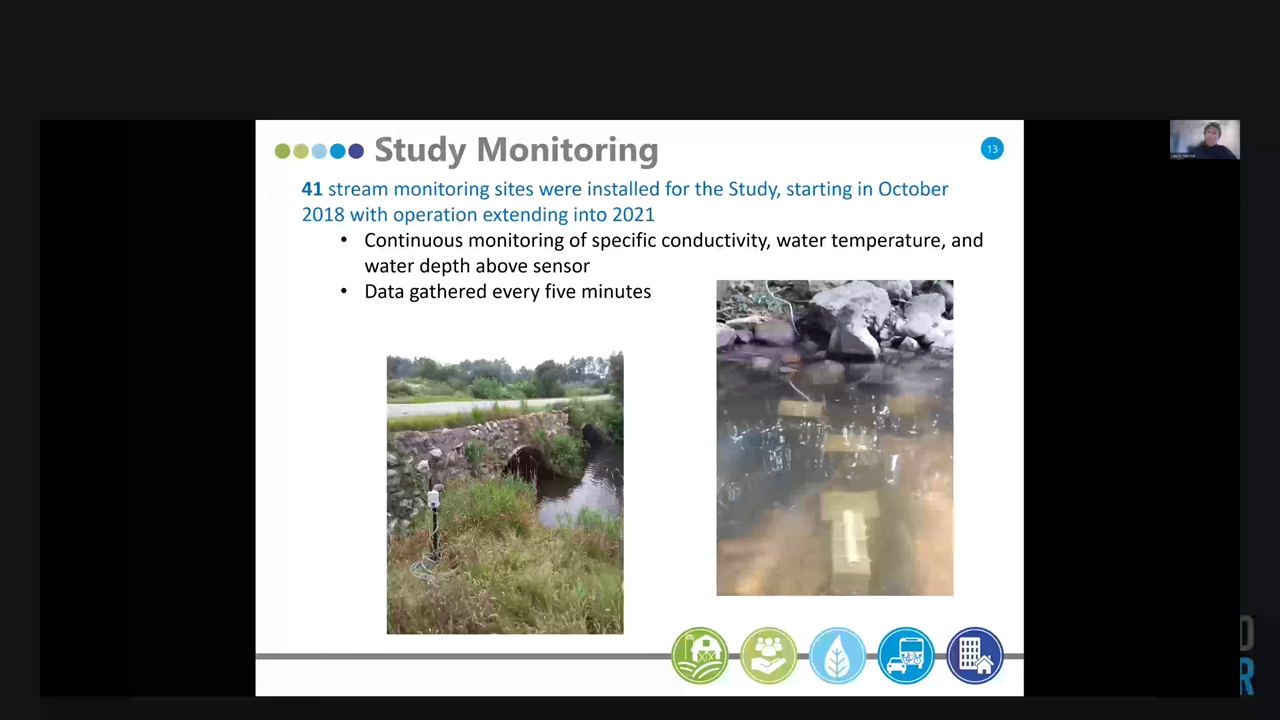 Study Monitoring
13
41 stream monitoring sites were installed for the Study, starting in October
2018 with operation extending into 2021
• Continuous monitoring of specific conductivity, water temperature, and
water depth above sensor
• Data gathered every five minutes
D
R